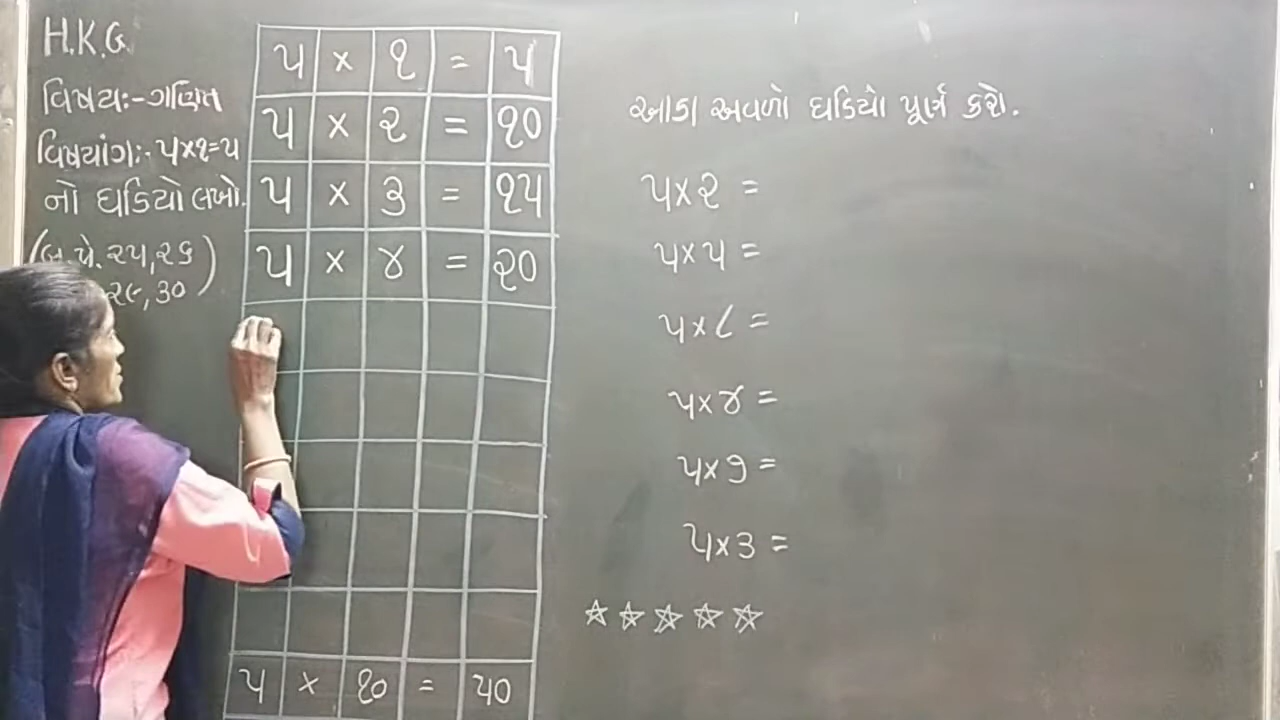 H.K.G.
વિષય:-ગણિત
વિષયાંગ:- ૫×૧=૫
નો ઘડિયો લખો.
(બ.પે. ૨૫,૨૬
૨૯,૩૦)
૫ × ૧ = ૫
૫ × ૨ = ૧૦
૫ × ૩ = ૧૫
૫ × ૪ = ૨૦
૫ × ૧૦ = ૫૦
આડા અવળો ઘડિયો પૂર્ણ કરો.
૫×૨ =
૫×૫ =
૫×૮ =
૫×૪ =
૫×૭ =
૫×૩ =